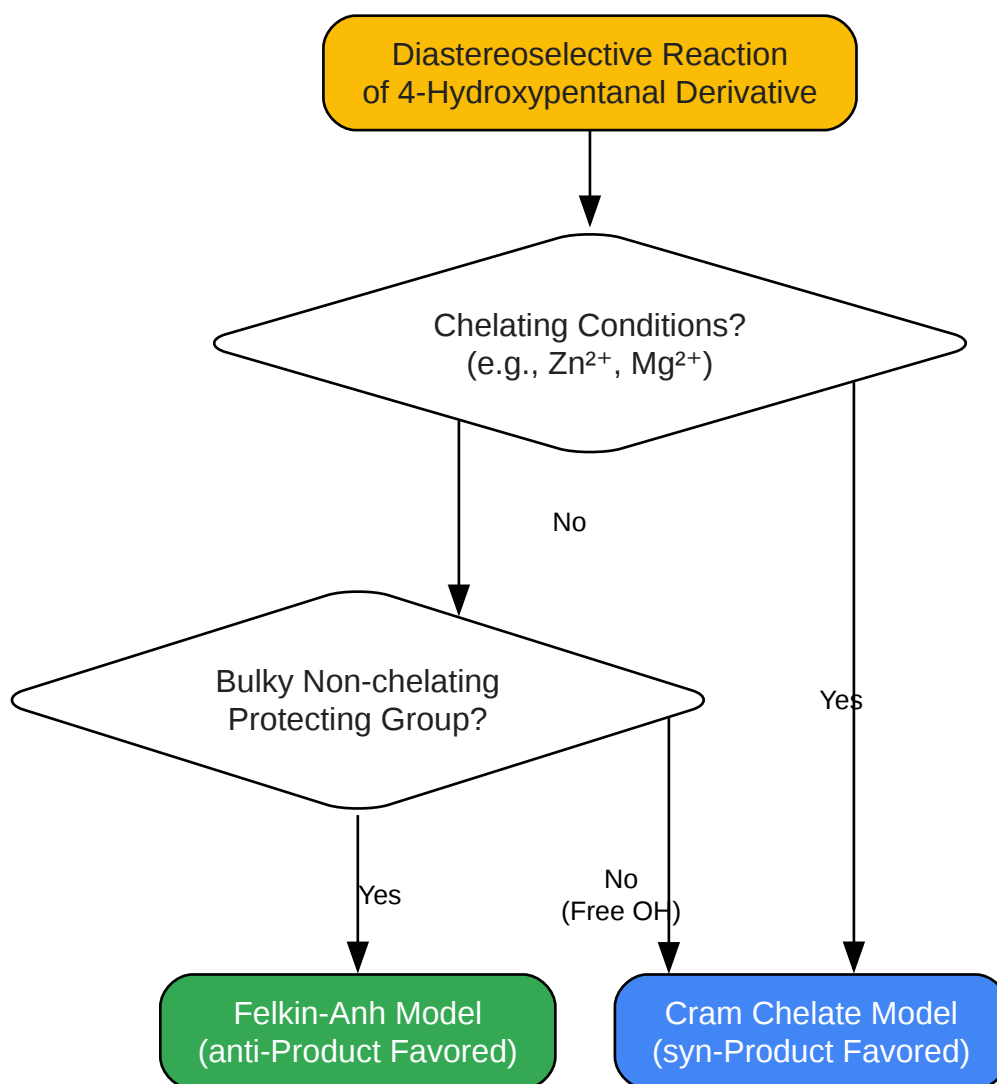 Diastereoselective Reaction
of 4-Hydroxypentanal Derivative
Chelating Conditions?
(e.g., Zn²⁺, Mg²⁺)
No
Bulky Non-chelating
Protecting Group?
Yes
Yes
No
(Free OH)
Felkin-Anh Model
(anti-Product Favored)
Cram Chelate Model
(syn-Product Favored)